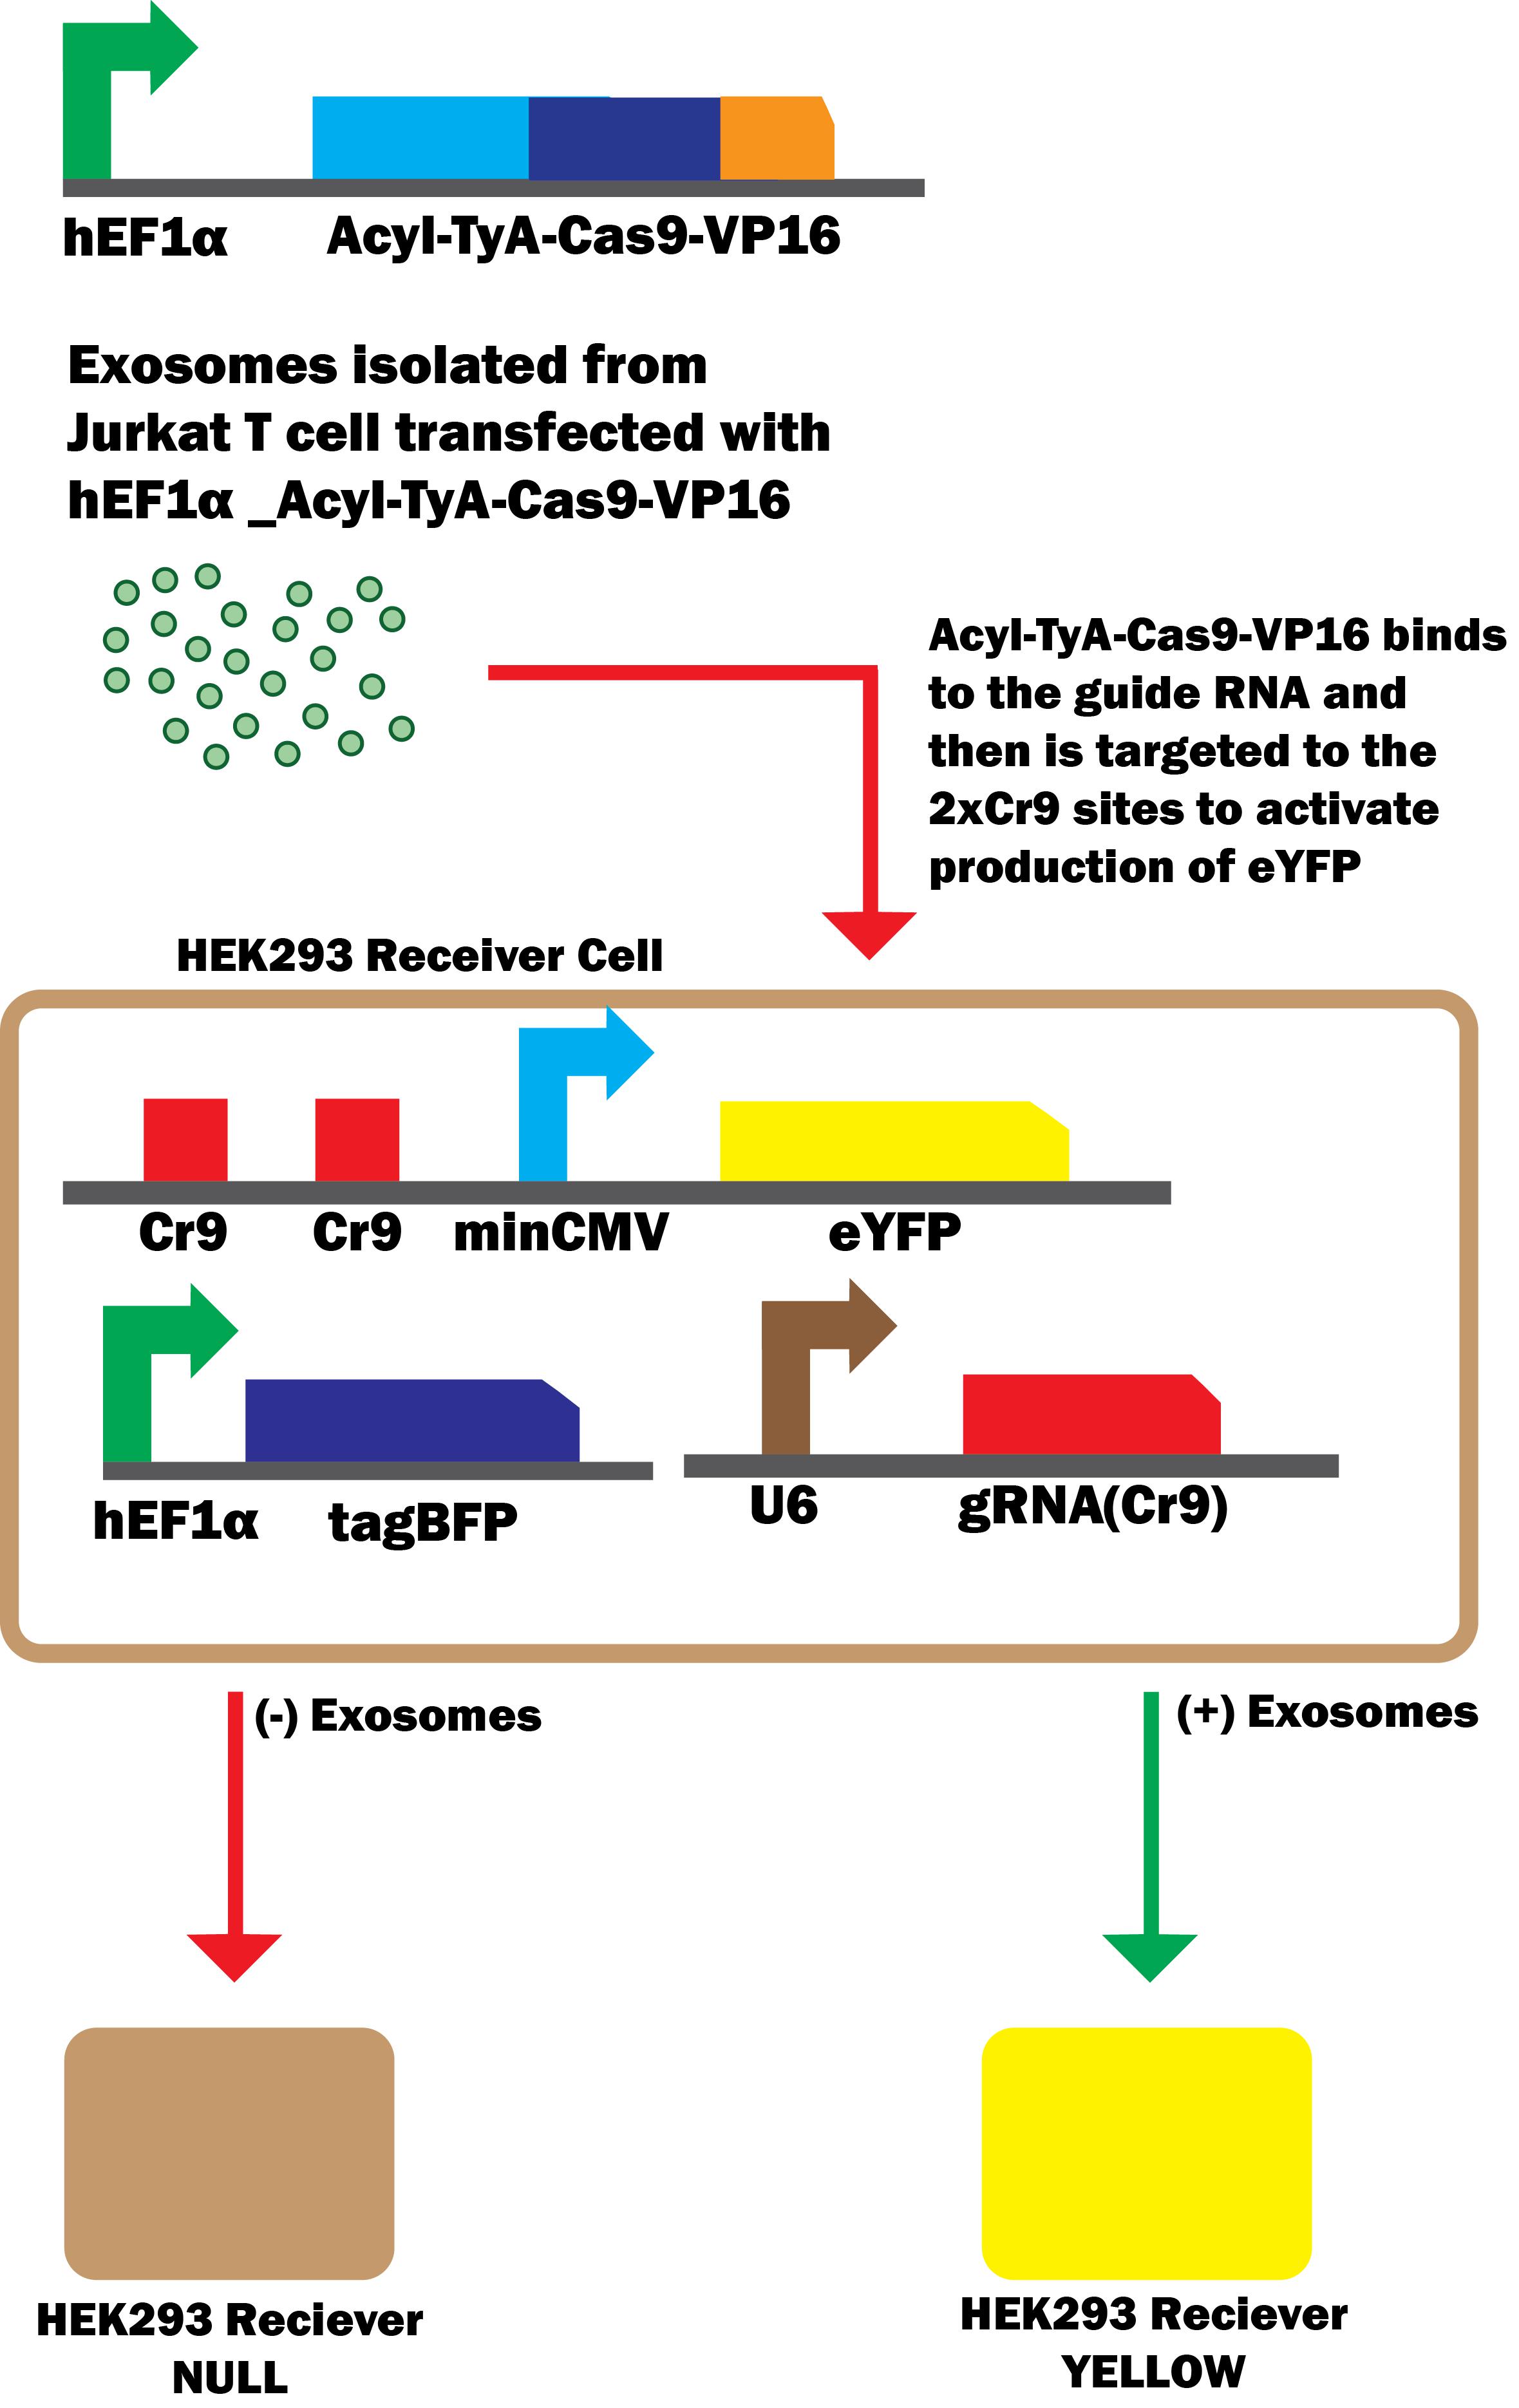 hEF1α Acyl-TyA-Cas9-VP16
Exosomes isolated from
Jurkat T cell transfected with
hEF1α _Acyl-TyA-Cas9-VP16
Acyl-TyA-Cas9-VP16 binds
to the guide RNA and
then is targeted to the
2xCr9 sites to activate
production of eYFP
HEK293 Receiver Cell
Cr9 Cr9 minCMV eYFP
hEF1α tagBFP U6 gRNA(Cr9)
(-) Exosomes
(+) Exosomes
HEK293 Reciever
NULL
HEK293 Reciever
YELLOW